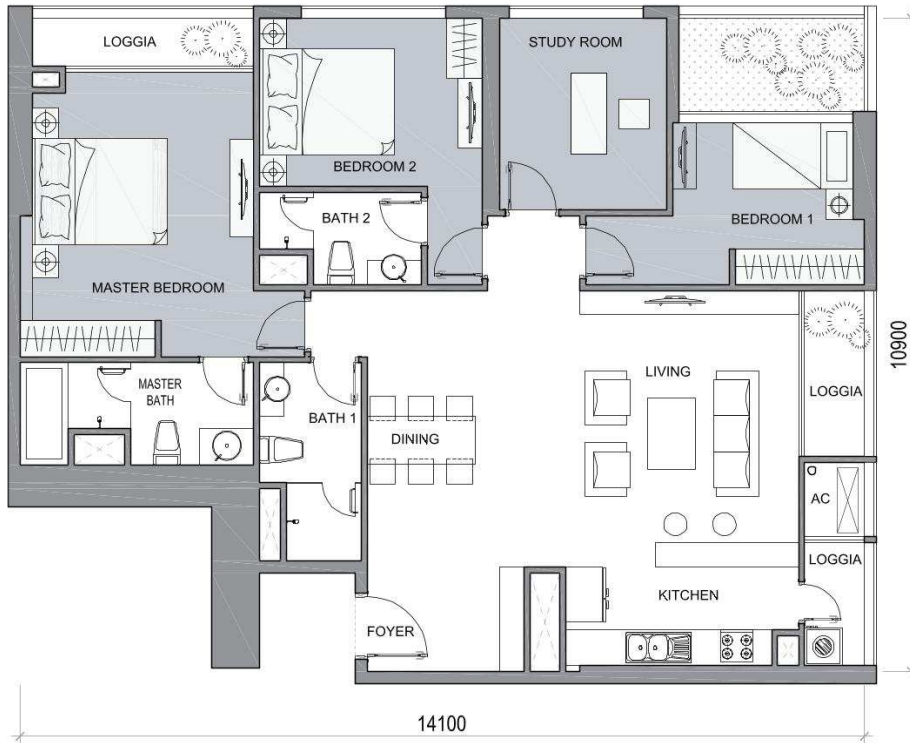 LOGGIA
STUDY ROOM
BEDROOM 2
BATH 2
BEDROOM 1
MASTER BEDROOM
10900
LIVING
LOGGIA
MASTER
BATH
BATH 1
DINING
AC
LOGGIA
KITCHEN
FOYER
14100